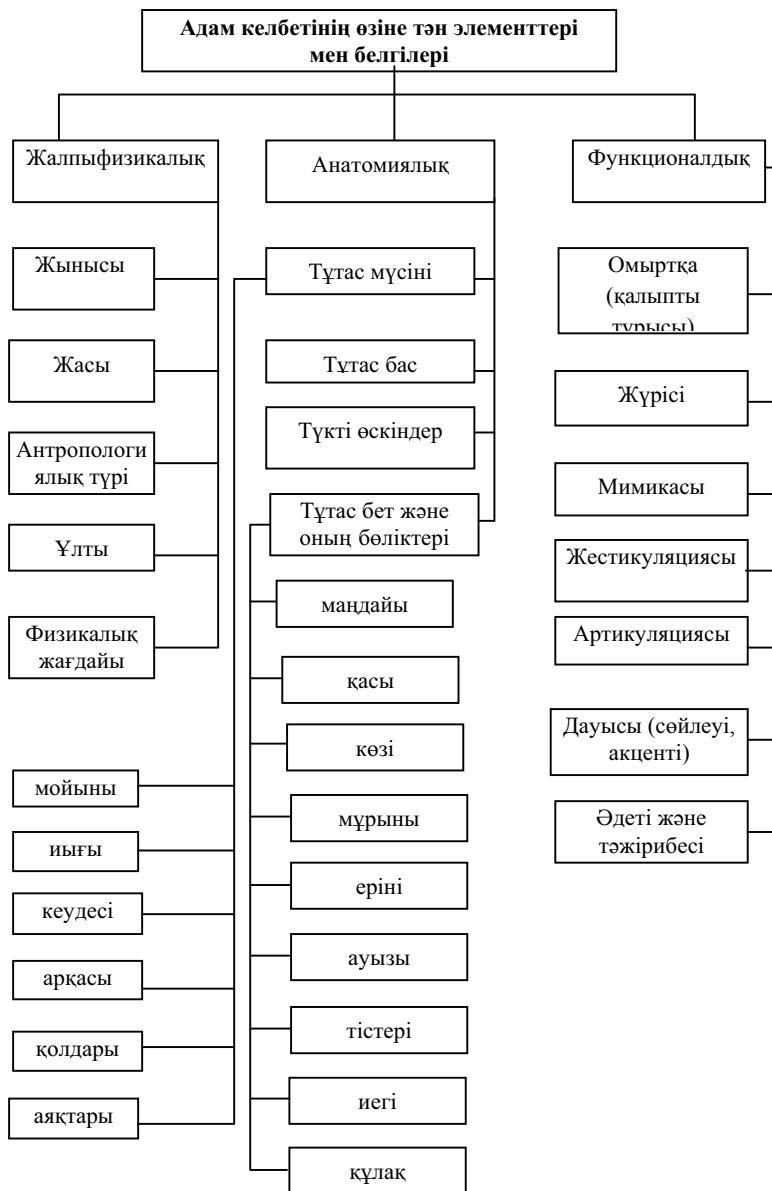 Адам келбетінің өзіне тән элементтері
мен белгілері
Жалпыфизикалық
Анатомиялық
Функционалдық
Жынысы
Жасы
Антропологи
ялық түрі
Ұлты
Физикалық
жағдайы
Тұтас мүсіні
Тұтас бас
Түкті өскіндер
Тұтас бет және
оның бөліктері
Омыртқа
(қалыпты
тұрысы)
Жүрісі
Мимикасы
Жестикуляциясы
Артикуляциясы
Дауысы (сөйлеуі,
акценті)
Әдеті және
тәжірибесі
мойыны
иығы
кеудесі
арқасы
қолдары
аяқтары
маңдайы
қасы
көзі
мұрыны
еріні
ауызы
тістері
иегі
құлақ